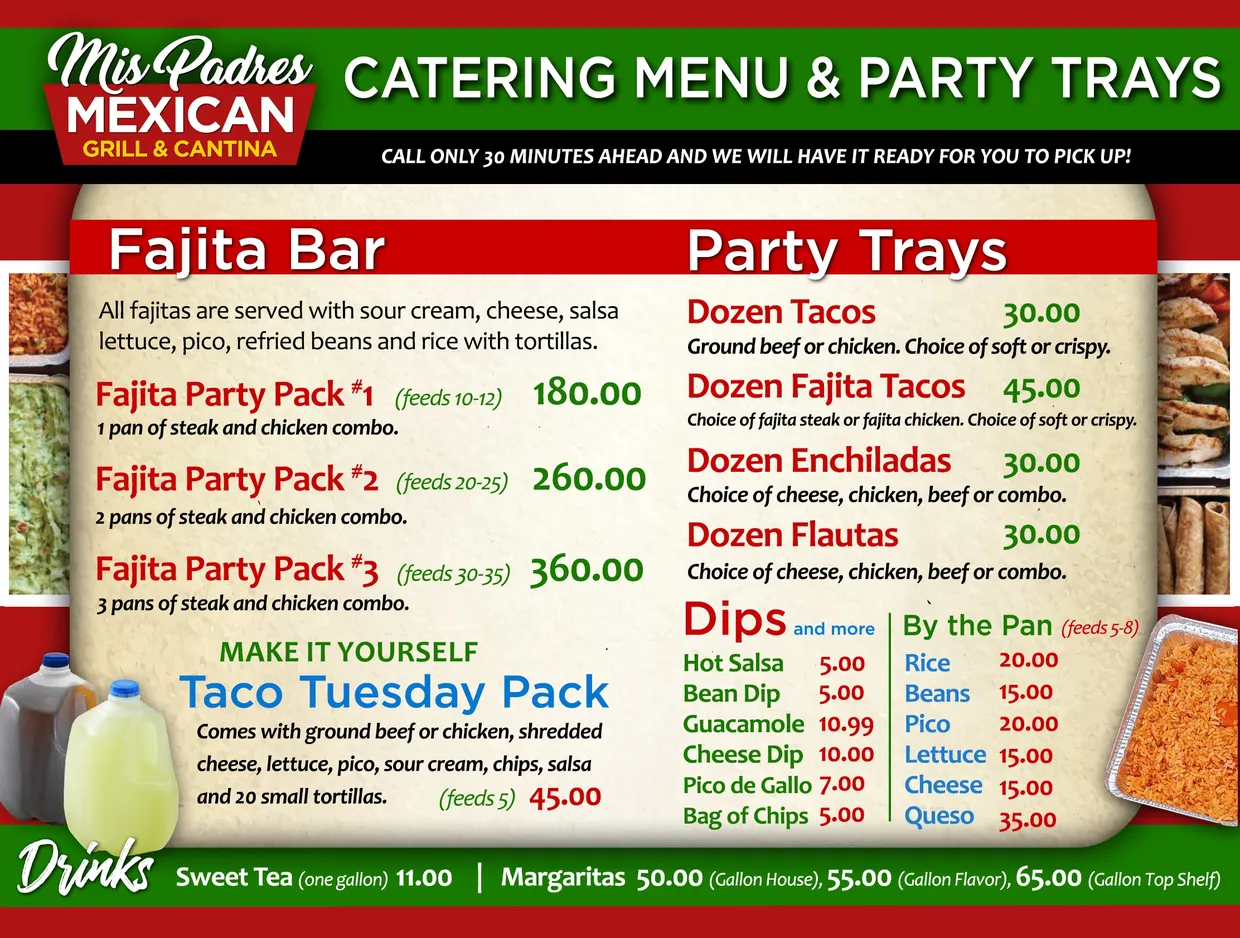 Mis Padres
MEXICAN
GRILL & CANTINA
CATERING MENU & PARTY TRAYS
CALL ONLY 30 MINUTES AHEAD AND WE WILL HAVE IT READY FOR YOU TO PICK UP!
Fajita Bar
All fajitas are served with sour cream, cheese, salsa
lettuce, pico, refried beans and rice with tortillas.
Fajita Party Pack #1 (feeds 10-12) 180.00
1 pan of steak and chicken combo.
Fajita Party Pack #2 (feeds 20-25) 260.00
2 pans of steak and chicken combo.
Fajita Party Pack #3 (feeds 30-35) 360.00
3 pans of steak and chicken combo.
MAKE IT YOURSELF
Taco Tuesday Pack
Comes with ground beef or chicken, shredded
cheese, lettuce, pico, sour cream, chips, salsa
and 20 small tortillas. (feeds 5) 45.00
Party Trays
Dozen Tacos 30.00
Ground beef or chicken. Choice of soft or crispy.
Dozen Fajita Tacos 45.00
Choice of fajita steak or fajita chicken. Choice of soft or crispy.
Dozen Enchiladas 30.00
Choice of cheese, chicken, beef or combo.
Dozen Flautas 30.00
Choice of cheese, chicken, beef or combo.
Dips and more
Hot Salsa 5.00
Bean Dip 5.00
Guacamole 10.99
Cheese Dip 10.00
Pico de Gallo 7.00
Bag of Chips 5.00
By the Pan (feeds 5-8)
Rice 20.00
Beans 15.00
Pico 20.00
Lettuce 15.00
Cheese 15.00
Queso 35.00
Drinks
Sweet Tea (one gallon) 11.00 | Margaritas 50.00 (Gallon House), 55.00 (Gallon Flavor), 65.00 (Gallon Top Shelf)